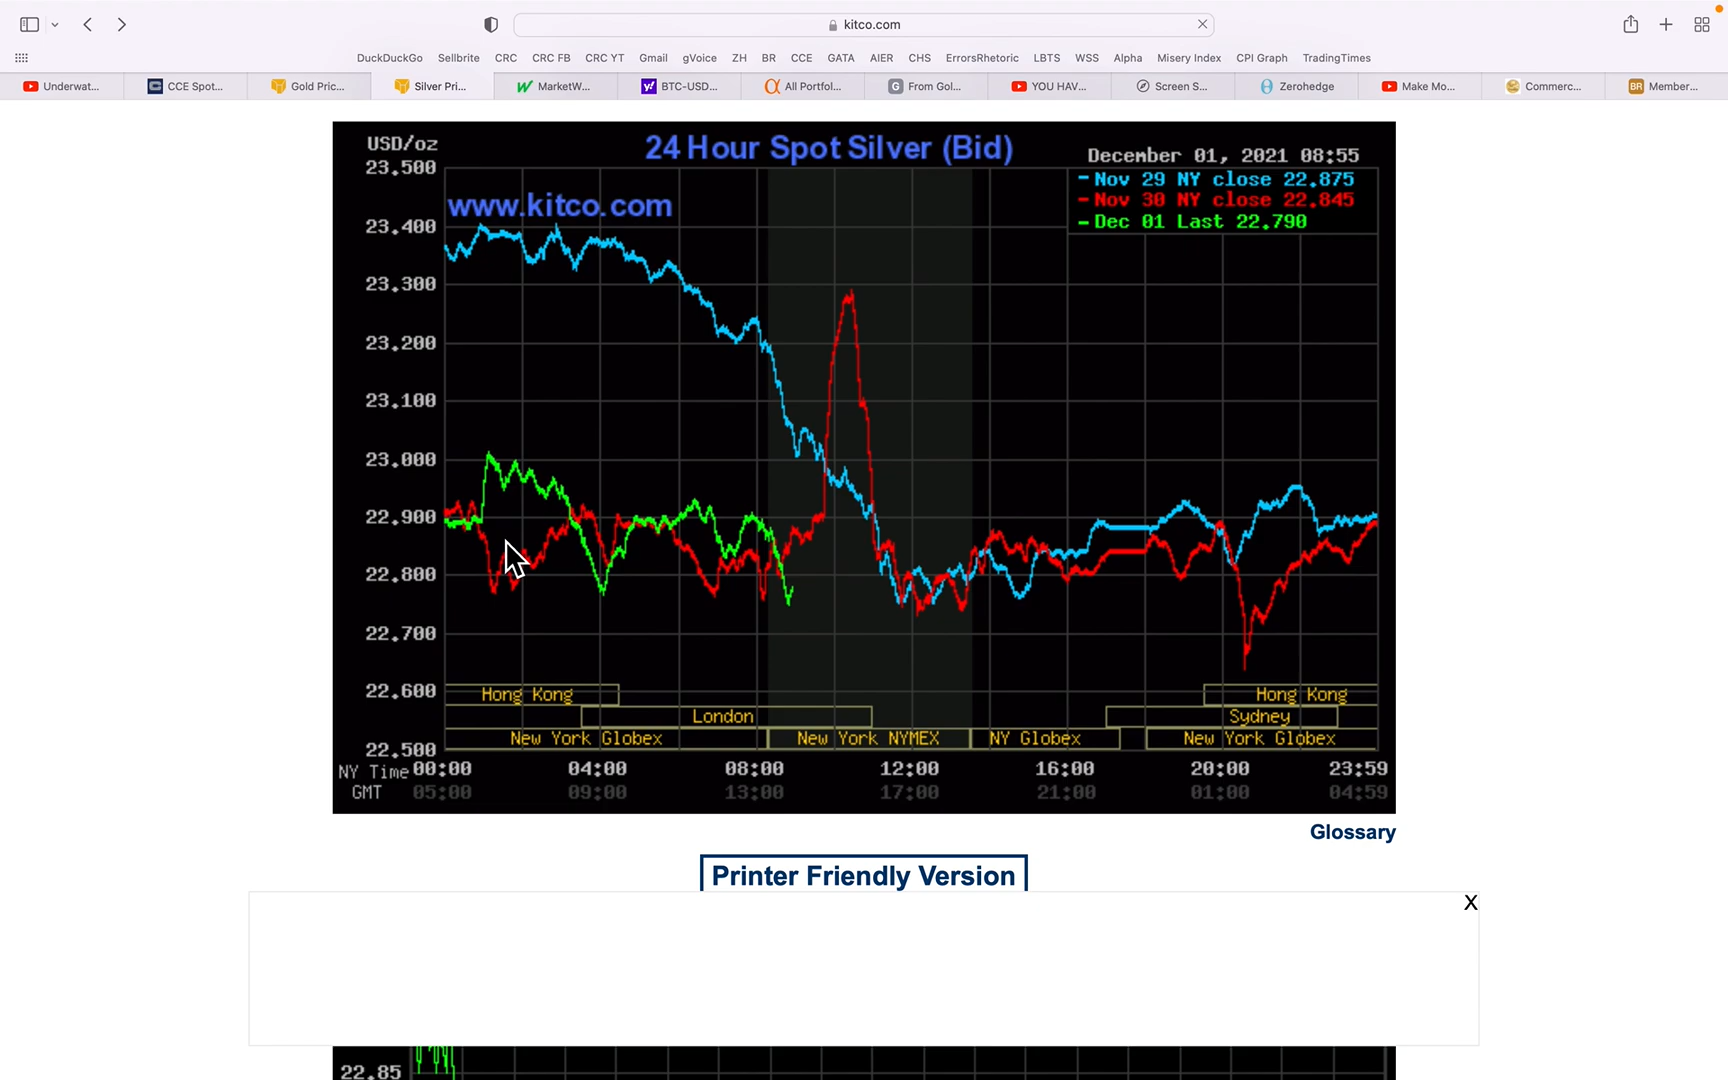 kitco.com
DuckDuckGo Sellbrite CRC CRC FB CRC YT Gmail gVoice ZH BR CCE GATA AIER CHS ErrorsRhetoric LBTS WSS Alpha Misery Index CPI Graph TradingTimes
Underwat... CCE Spot... Gold Pric... Silver Pri... MarketW... BTC-USD... All Portfol... From Gol... YOU HAV... Screen S... Zerohedge Make Mo... Commerc... Member...
USD/oz 24 Hour Spot Silver (Bid) December 01, 2021 08:55
23.500
Nov 29 NY close 22.875
Nov 30 NY close 22.845
www.kitco.com
Dec 01 Last 22.790
23.400
23.300
23.200
23.100
23.000
22.900
22.800
22.700
22.600 Hong Kong Hong Kong
London Sydney
22.500 New York Globex New York NYMEX NY Globex New York Globex
NY Time 00:00 04:00 08:00 12:00 16:00 20:00 23:59
GMT 05:00 09:00 13:00 17:00 21:00 01:00 04:59
Glossary
Printer Friendly Version
X
22.85